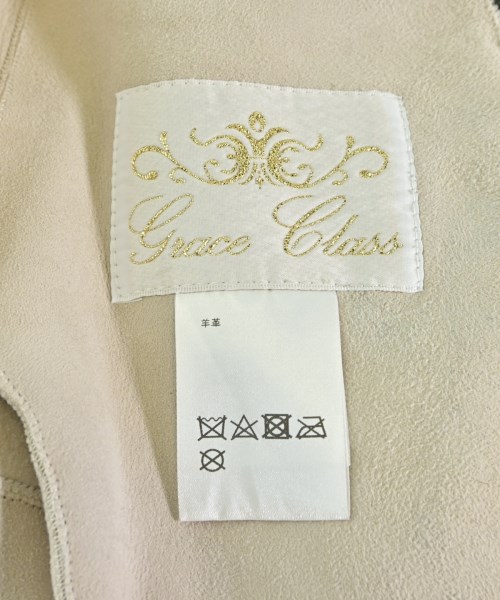 Grace Class
羊革